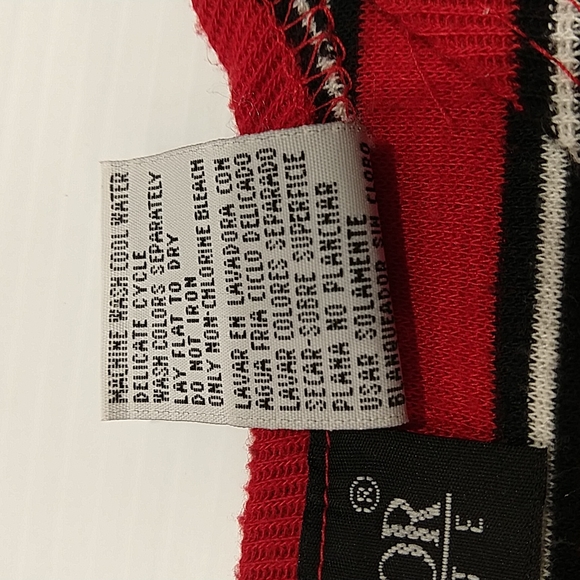 MACHINE WASH COOL WATER
DELICATE CYCLE
WASH COLORS SEPARATELY
LAY FLAT TO DRY
DO NOT IRON
ONLY NON-CHLORINE BLEACH
LAVAR EN LAVADORA CON
AGUA FRIA CICLO DELICADO
LAVAR COLORES SEPARADO
SECAR SOBRE SUPERFICIE
PLANA NO PLANCHAR
USAR SOLAMENTE
BLANQUEADOR SIN CLORO
OR®
TE